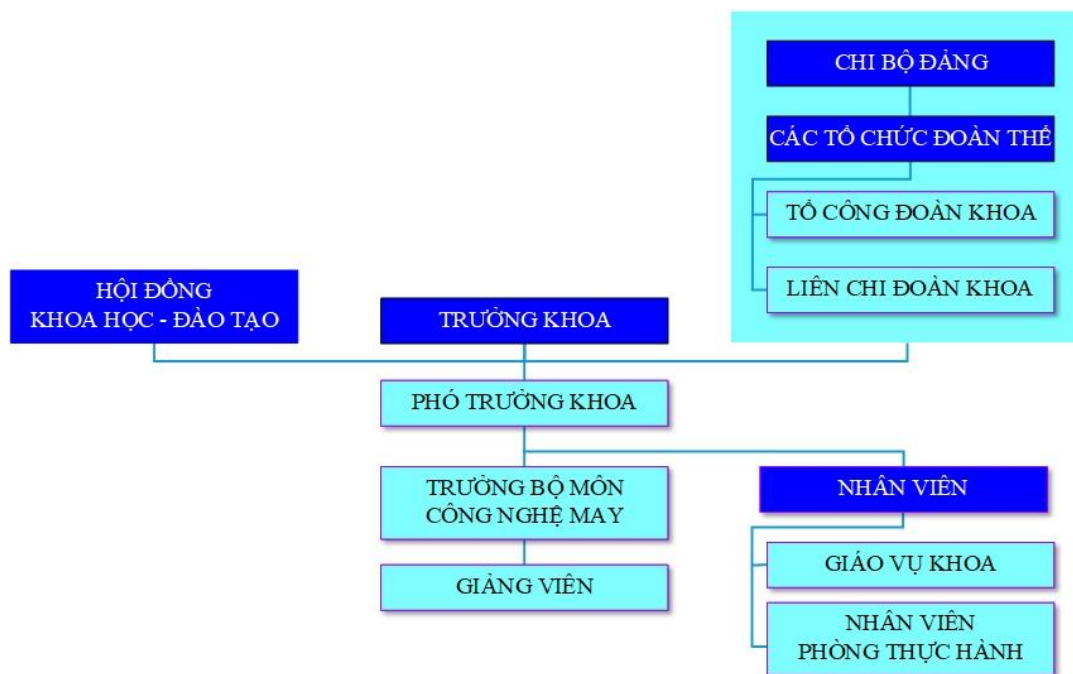 CHI BỘ ĐẢNG
CÁC TỔ CHỨC ĐOÀN THỂ
TỔ CÔNG ĐOÀN KHOA
LIÊN CHI ĐOÀN KHOA
HỘI ĐỒNG
KHOA HỌC - ĐÀO TẠO
TRƯỞNG KHOA
PHÓ TRƯỞNG KHOA
TRƯỞNG BỘ MÔN
CÔNG NGHỆ MAY
GIẢNG VIÊN
NHÂN VIÊN
GIÁO VỤ KHOA
NHÂN VIÊN
PHÒNG THỰC HÀNH